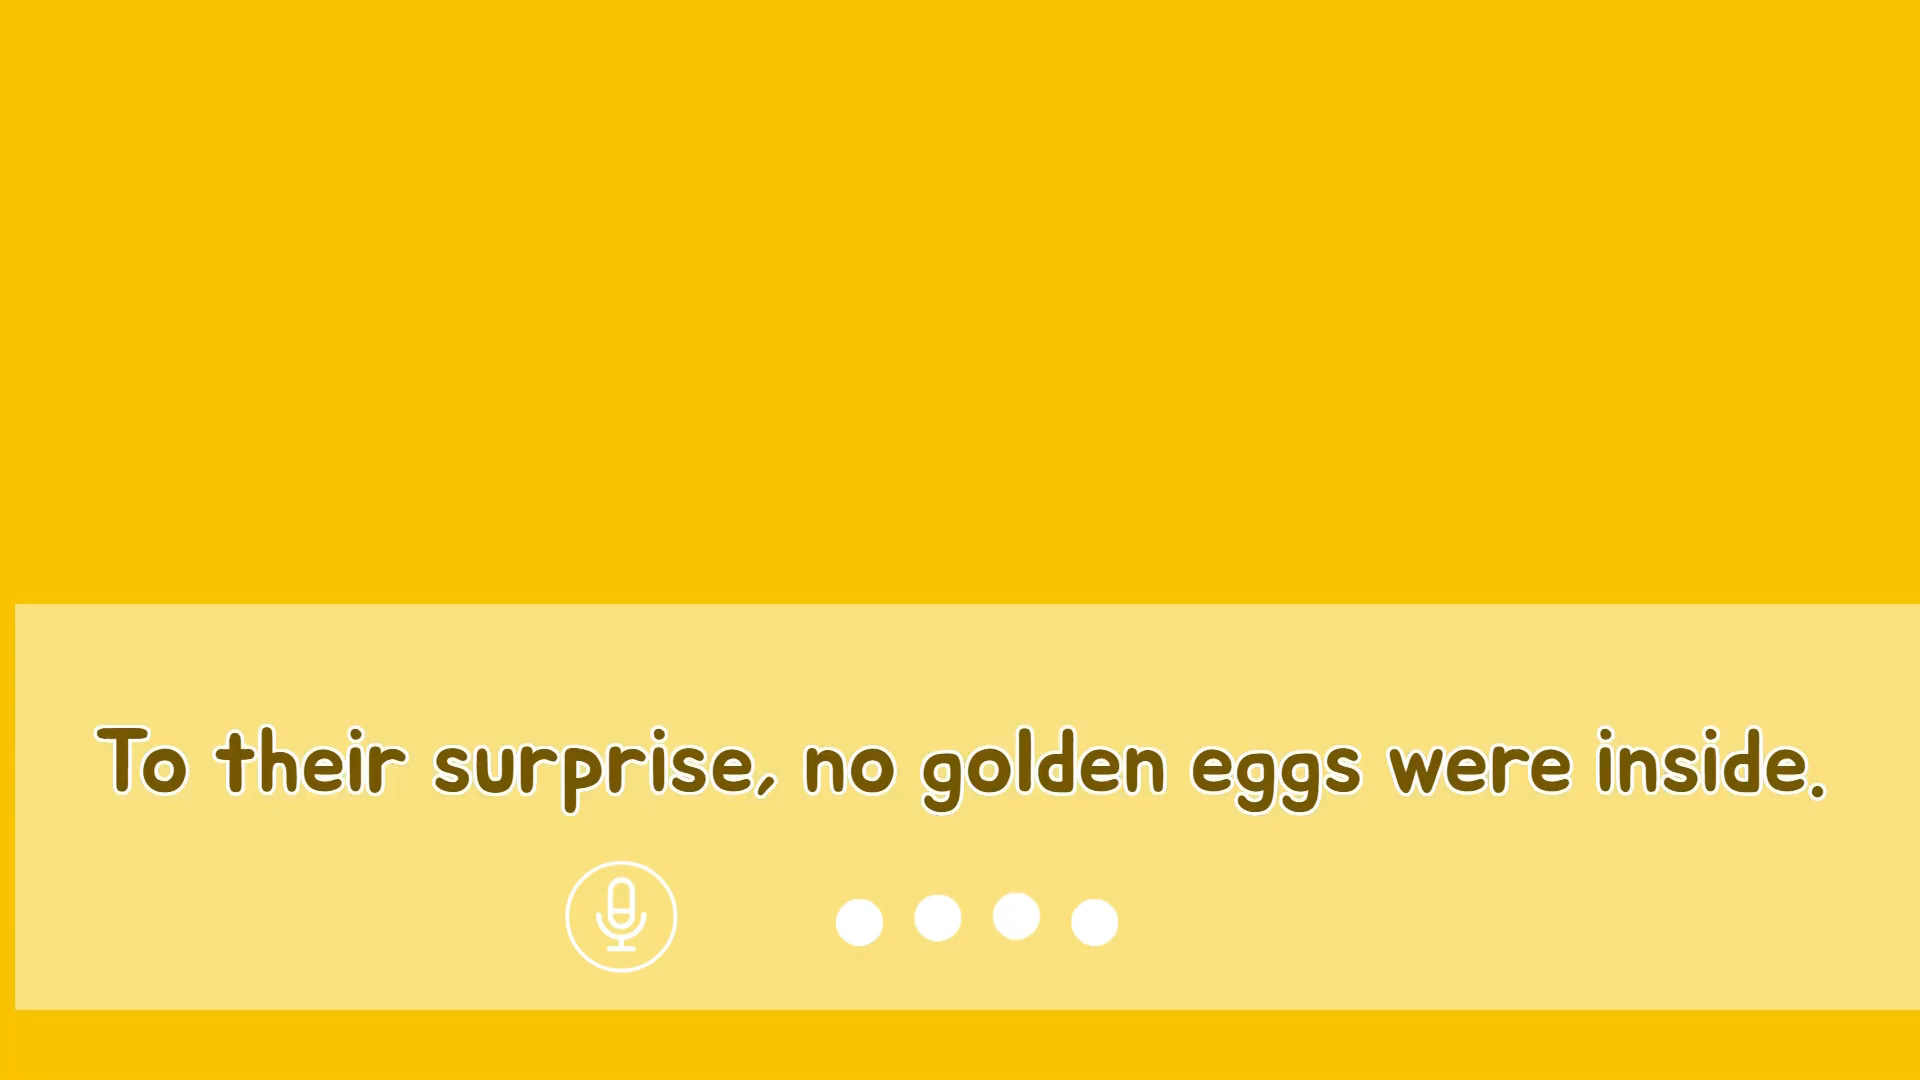 To their surprise, no golden eggs were inside.